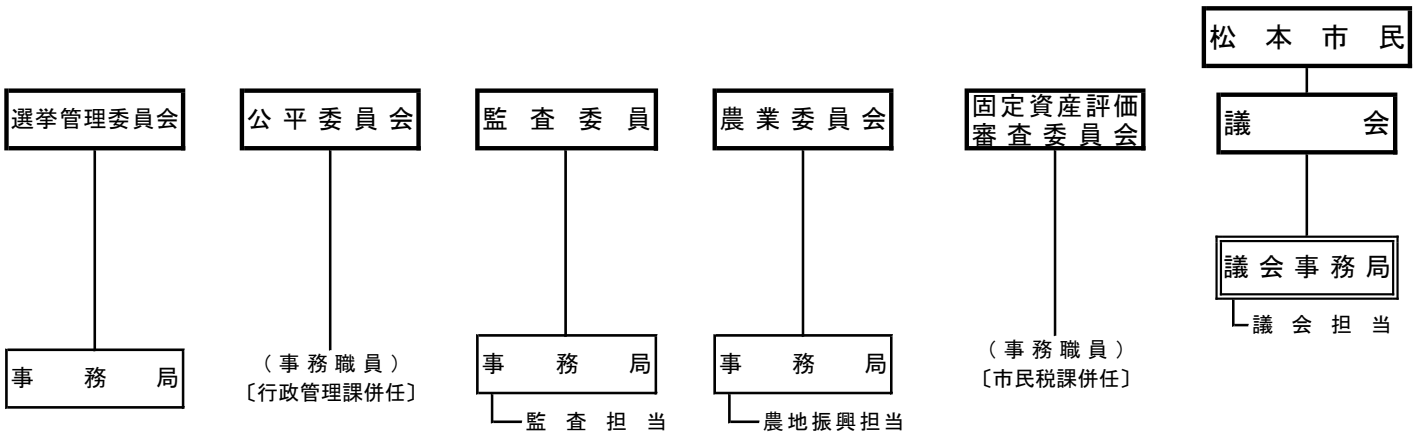 松本市民
選挙管理委員会
公平委員会
監査委員
農業委員会
固定資産評価
審査委員会
議会
議会事務局
議会担当
事務局
(事務職員)
〔行政管理課併任〕
事務局
監査担当
事務局
農地振興担当
(事務職員)
〔市民税課併任〕